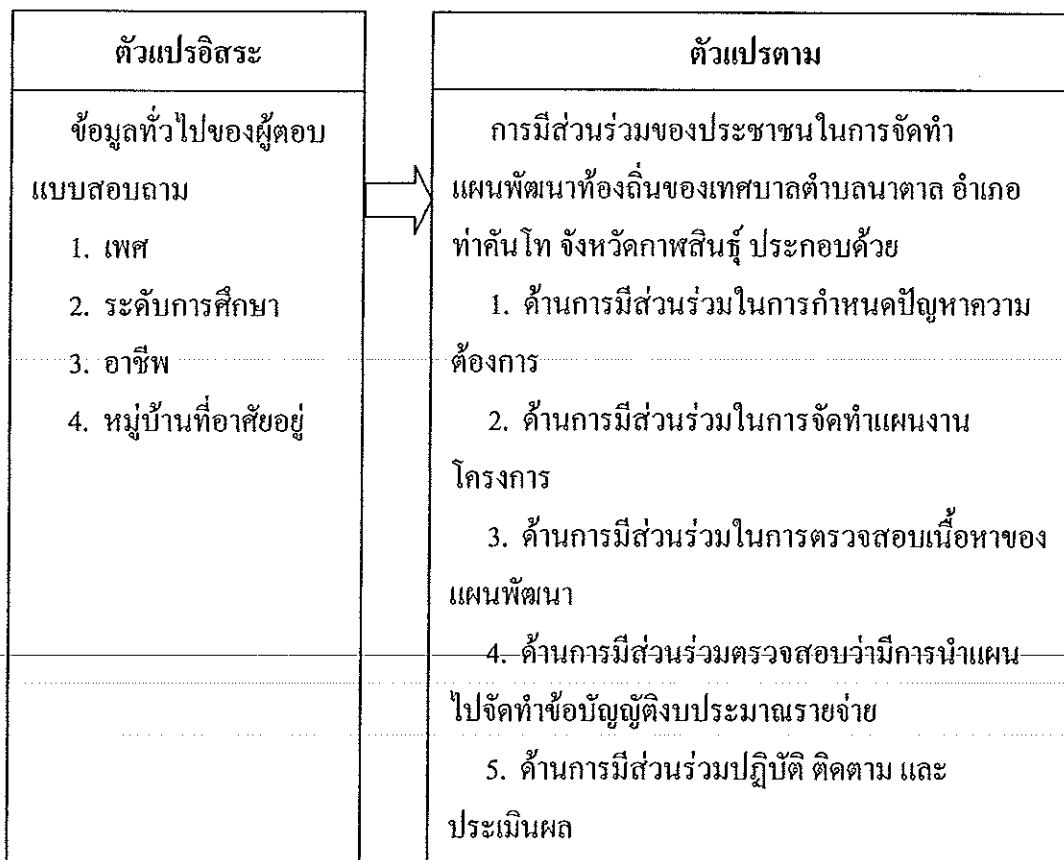 ตัวแปรอิสระ
ข้อมูลทั่วไปของผู้ตอบ
แบบสอบถาม
1. เพศ
2. ระดับการศึกษา
3. อาชีพ
4. หมู่บ้านที่อาศัยอยู่
ตัวแปรตาม
การมีส่วนร่วมของประชาชนในการจัดทำ
แผนพัฒนาท้องถิ่นของเทศบาลตำบลนาตาล อำเภอ
ท่าคันโท จังหวัดกาฬสินธุ์ ประกอบด้วย
1. ด้านการมีส่วนร่วมในการกำหนดปัญหาความ
ต้องการ
2. ด้านการมีส่วนร่วมในการจัดทำแผนงาน
โครงการ
3. ด้านการมีส่วนร่วมในการตรวจสอบเนื้อหาของ
แผนพัฒนา
4. ด้านการมีส่วนร่วมตรวจสอบว่ามีการนำแผน
ไปจัดทำข้อบัญญัติงบประมาณรายจ่าย
5. ด้านการมีส่วนร่วมปฏิบัติ ติดตาม และ
ประเมินผล